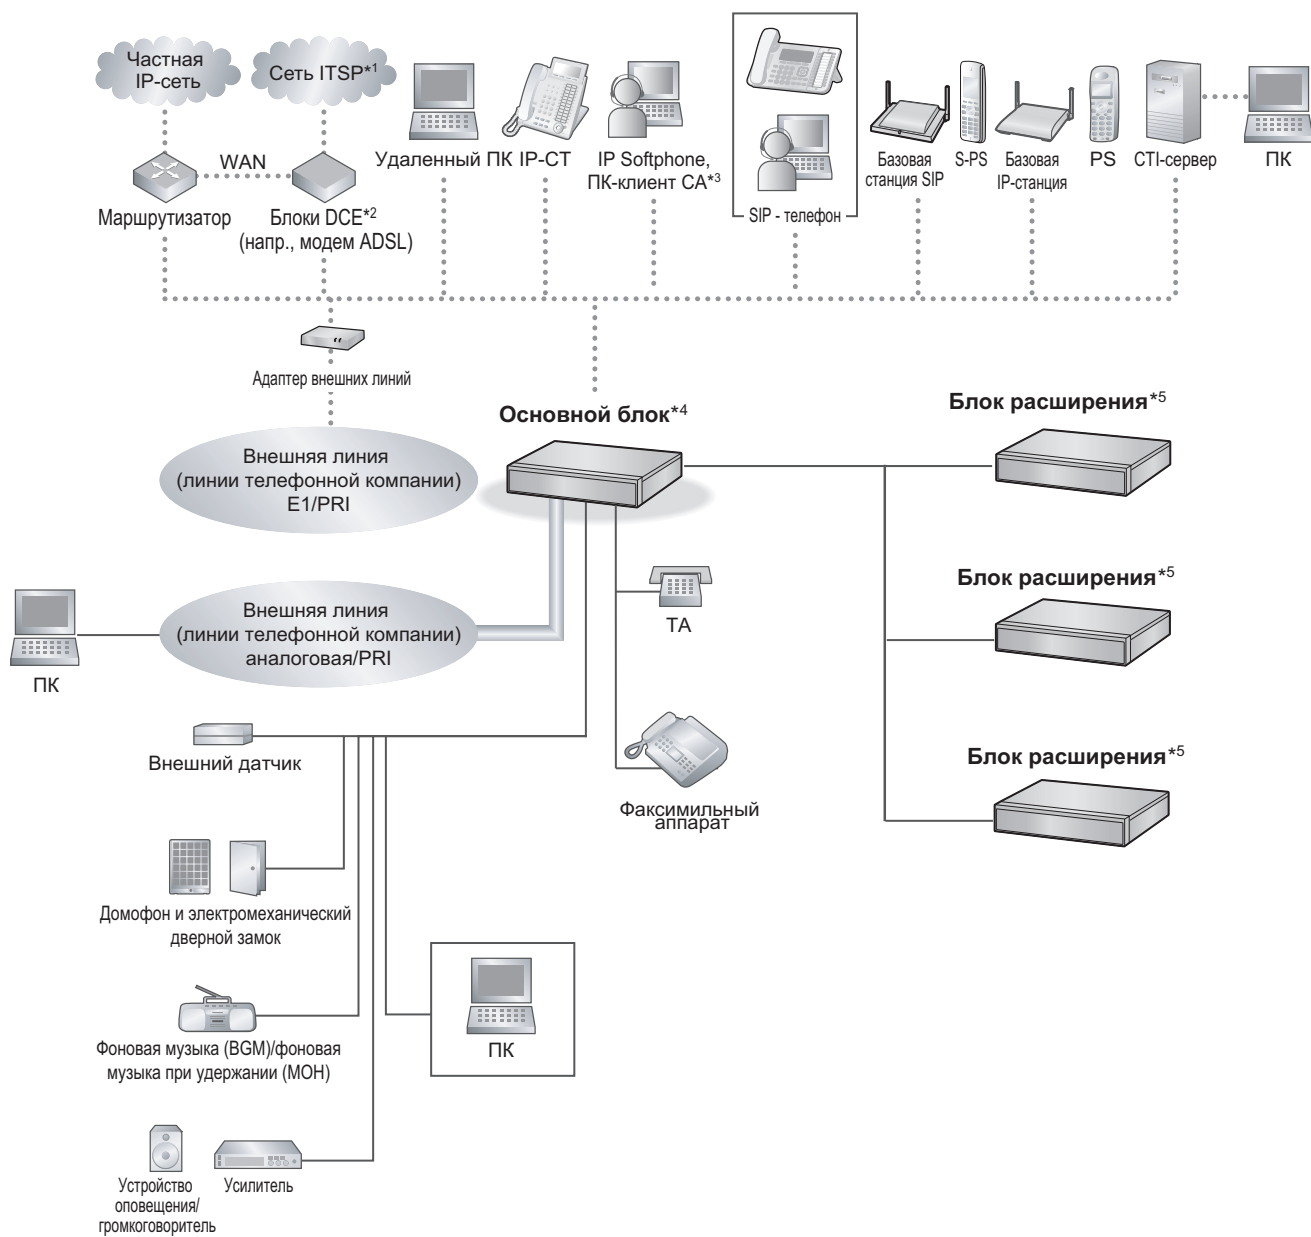 Частная
IP-сеть
Сеть ITSP*1
WAN
Маршрутизатор
Блоки DCE*2
(напр., модем ADSL)
Удаленный ПК
IP-CT
IP Softphone,
ПК-клиент CA*3
SIP - телефон
Базовая
станция SIP
S-PS
Базовая
IP-станция
PS
CTI-сервер
ПК
Адаптер внешних линий
Внешняя линия
(линии телефонной компании)
E1/PRI
Основной блок*4
Блок расширения*5
Блок расширения*5
Блок расширения*5
ПК
Внешняя линия
(линии телефонной компании)
аналоговая/PRI
ТА
Факсимильный
аппарат
Внешний датчик
Домофон и электромеханический
дверной замок
Фоновая музыка (BGM)/фоновая
музыка при удержании (MOH)
ПК
Устройство
оповещения/
громкоговоритель
Усилитель